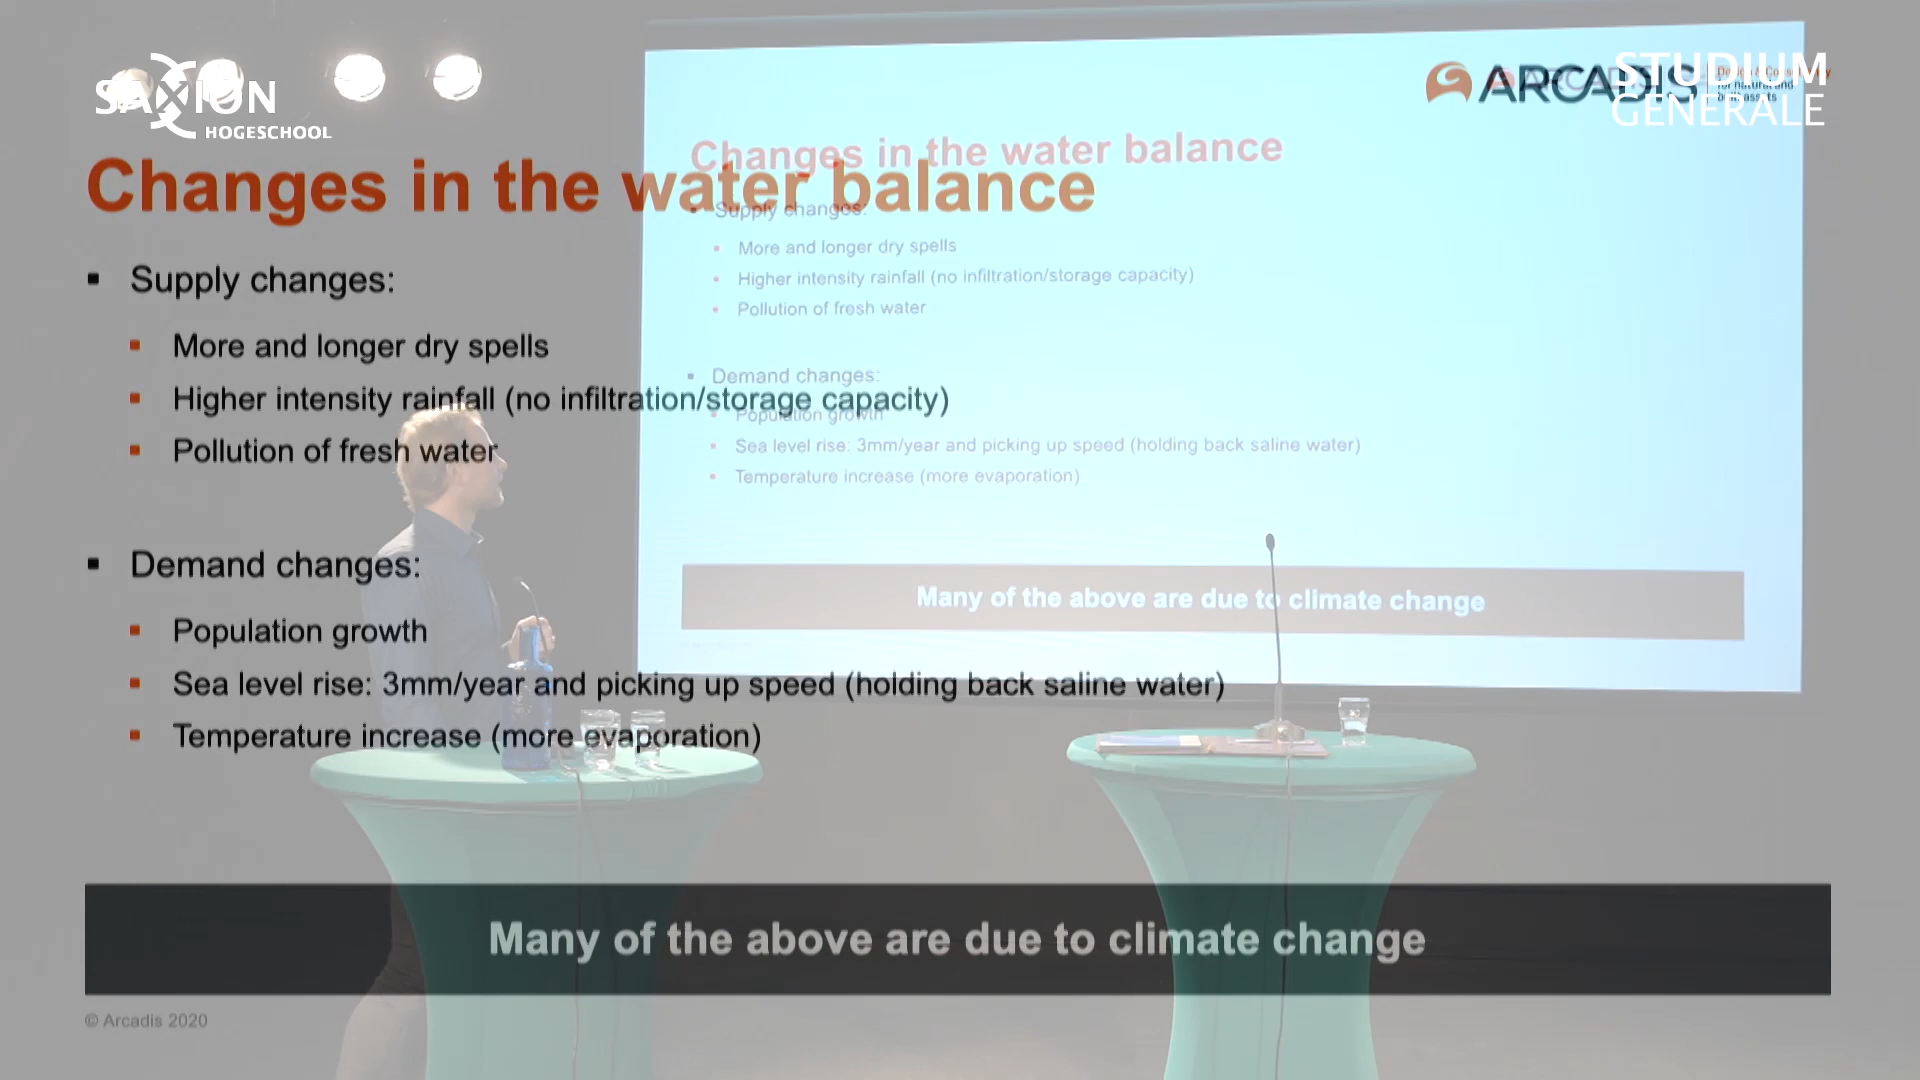 SAXION
HOGESCHOOL
STUDIUM
GENERALE
ARCADIS
Changes in the water balance
Supply changes:
More and longer dry spells
Higher intensity rainfall (no infiltration/storage capacity)
Pollution of fresh water
Demand changes:
Population growth
Sea level rise: 3mm/year and picking up speed (holding back saline water)
Temperature increase (more evaporation)
Many of the above are due to climate change
© Arcadis 2020
Changes in the water balance
Supply changes:
More and longer dry spells
Higher intensity rainfall (no infiltration/storage capacity)
Pollution of fresh water
Demand changes:
Population growth
Sea level rise: 3mm/year and picking up speed (holding back saline water)
Temperature increase (more evaporation)
Many of the above are due to climate change